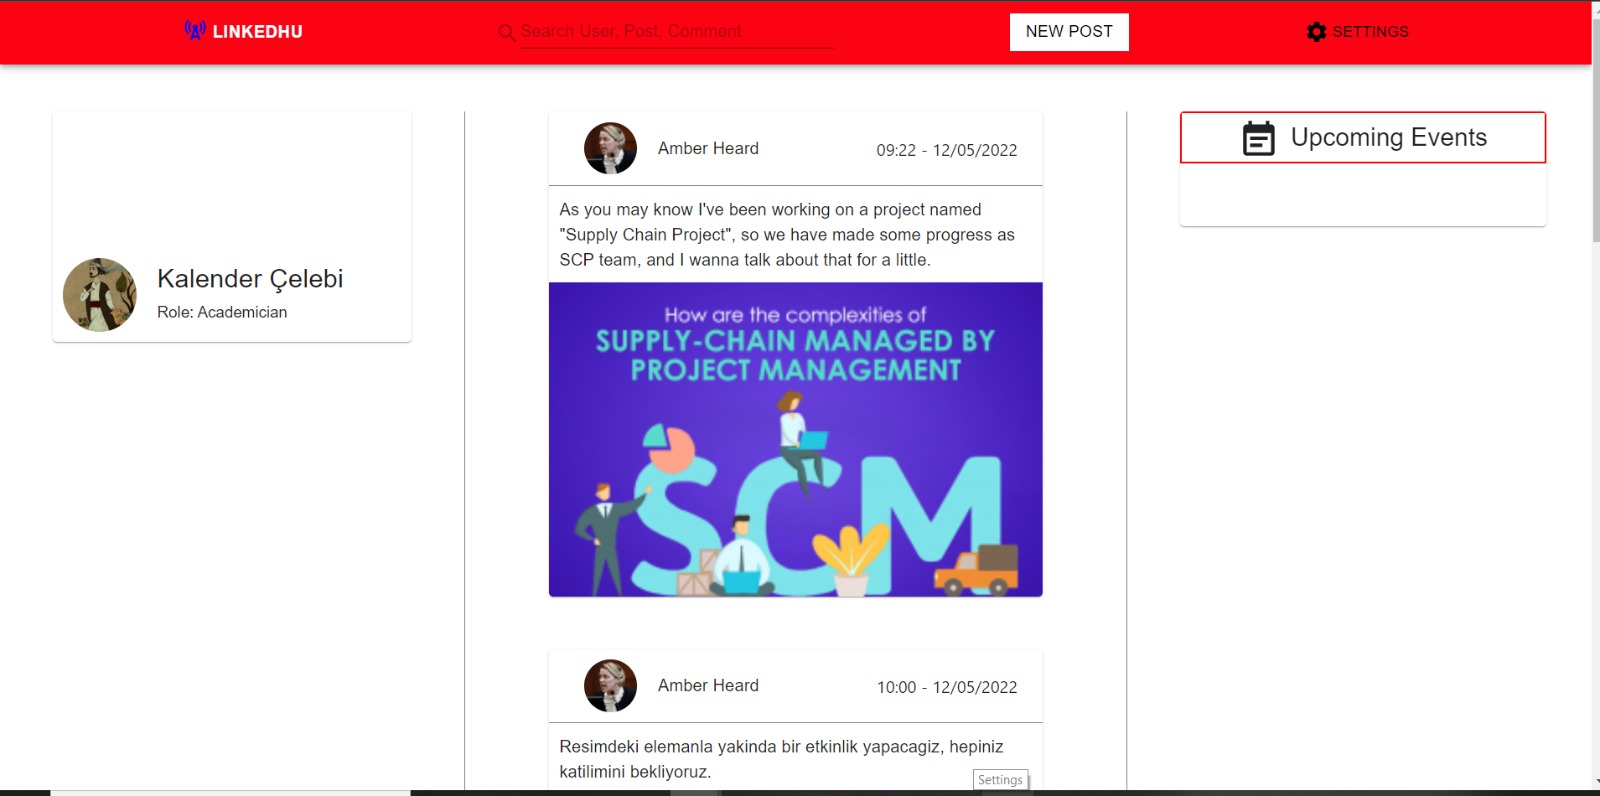 LINKEDHU
Search User, Post, Comment
NEW POST
SETTINGS
Kalender Çelebi
Role: Academician
Amber Heard
09:22 - 12/05/2022
As you may know I've been working on a project named
"Supply Chain Project", so we have made some progress as
SCP team, and I wanna talk about that for a little.
How are the complexities of
SUPPLY-CHAIN MANAGED BY
PROJECT MANAGEMENT
SCM
Amber Heard
10:00 - 12/05/2022
Resimdeki elemanla yakinda bir etkinlik yapacagiz, hepiniz
katilimini bekliyoruz.
Settings
Upcoming Events